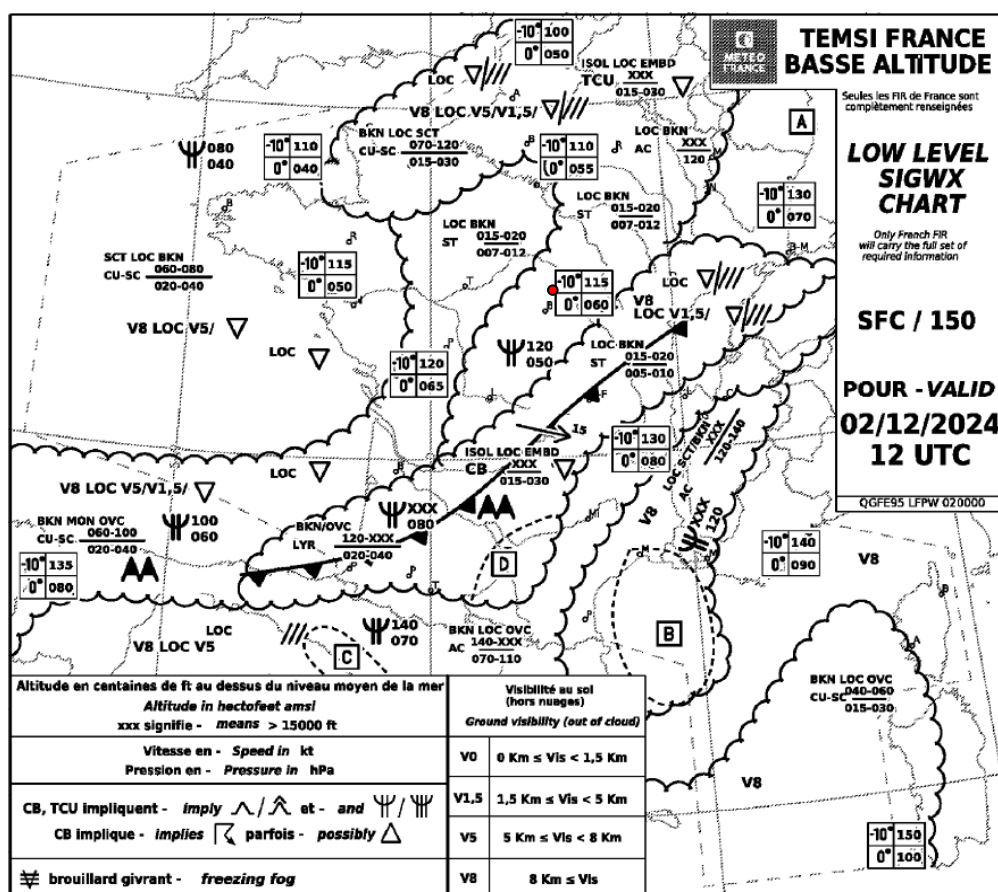 TEMSI FRANCE
BASSE ALTITUDE
METEO
FRANCE
Seules les FIR de France sont
complètement renseignées
LOW LEVEL
SIGWX
CHART
Only French FIR
will carry the full set of
required information
SFC / 150
POUR - VALID
02/12/2024
12 UTC
QGFE95 LFPW 020000
-10° 100
0° 050
ISOL LOC EMBD
TCU XXX
015-030
LOC
V8 LOC V5/V1,5/
A
BKN LOC SCT
CU-SC 070-120
015-030
-10° 110
0° 055
LOC BKN
AC XXX
120
080
040
-10° 110
0° 040
-10° 130
0° 070
LOC BKN
ST 015-020
007-012
LOC BKN
ST 015-020
007-012
SCT LOC BKN
CU-SC 060-080
020-040
-10° 115
0° 050
-10° 115
0° 060
LOC
V8
LOC V1,5/
V8 LOC V5/
LOC
120
050
LOC BKN
ST 015-020
005-010
-10° 120
0° 065
15
-10° 130
0° 080
LOC SCT/BKN
AC XXX
120-140
ISOL LOC EMBD
CB XXX
015-030
LOC
V8 LOC V5/V1,5/
BKN MON OVC
CU-SC 060-100
020-040
100
060
XXX
080
BKN/OVC
LYR 120-XXX
020-040
V8
XXX
120
-10° 135
0° 080
D
-10° 140
0° 090
V8
LOC
V8 LOC V5
C
140
070
BKN LOC OVC
AC 140-XXX
070-110
B
BKN LOC OVC
CU-SC 040-060
015-030
V8
-10° 150
0° 100
Altitude en centaines de ft au dessus du niveau moyen de la mer
Altitude in hectofeet amsl
xxx signifie - means > 15000 ft
Vitesse en - Speed in kt
Pression en - Pressure in hPa
CB, TCU impliquent - imply / et - and /
CB implique - implies parfois - possibly
brouillard givrant - freezing fog
Visibilité au sol
(hors nuages)
Ground visibility (out of cloud)
V0 0 Km ≤ Vis < 1,5 Km
V1,5 1,5 Km ≤ Vis < 5 Km
V5 5 Km ≤ Vis < 8 Km
V8 8 Km ≤ Vis